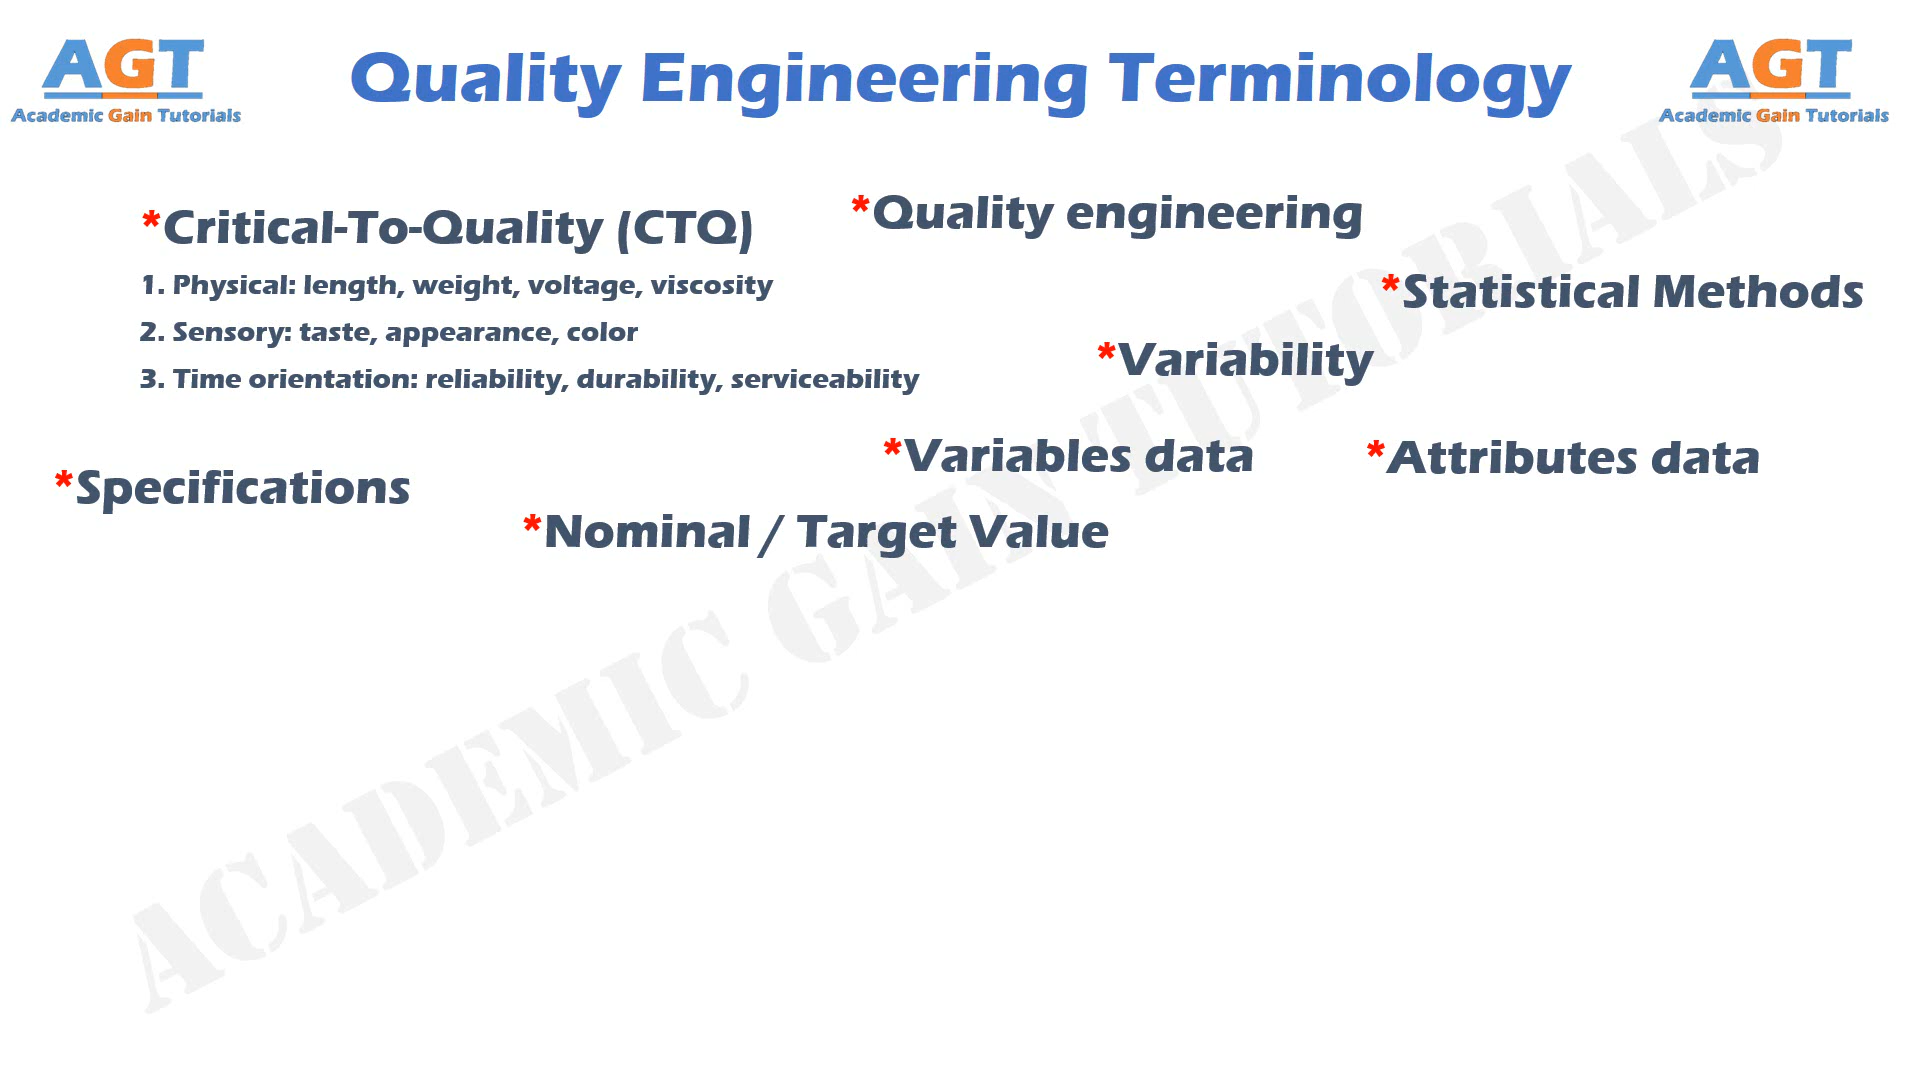 AGT
Academic Gain Tutorials
Quality Engineering Terminology
AGT
Academic Gain Tutorials
*Critical-To-Quality (CTQ)
1. Physical: length, weight, voltage, viscosity
2. Sensory: taste, appearance, color
3. Time orientation: reliability, durability, serviceability
*Quality engineering
*Statistical Methods
*Variability
*Variables data
*Attributes data
*Specifications
*Nominal / Target Value
ACADEMIC GAIN TUTORIALS